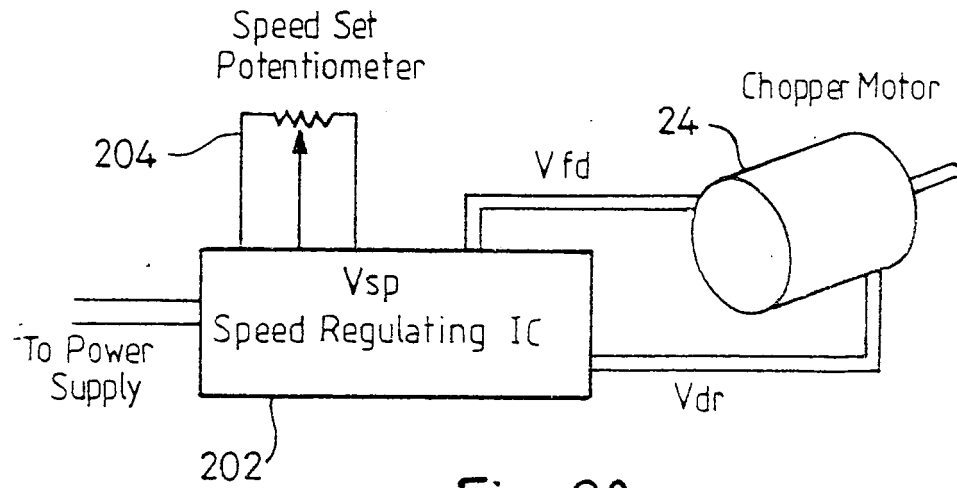 Speed Set
Potentiometer
Chopper Motor
24
204
Vfd
Vsp
Speed Regulating IC
To Power
Supply
Vdr
202